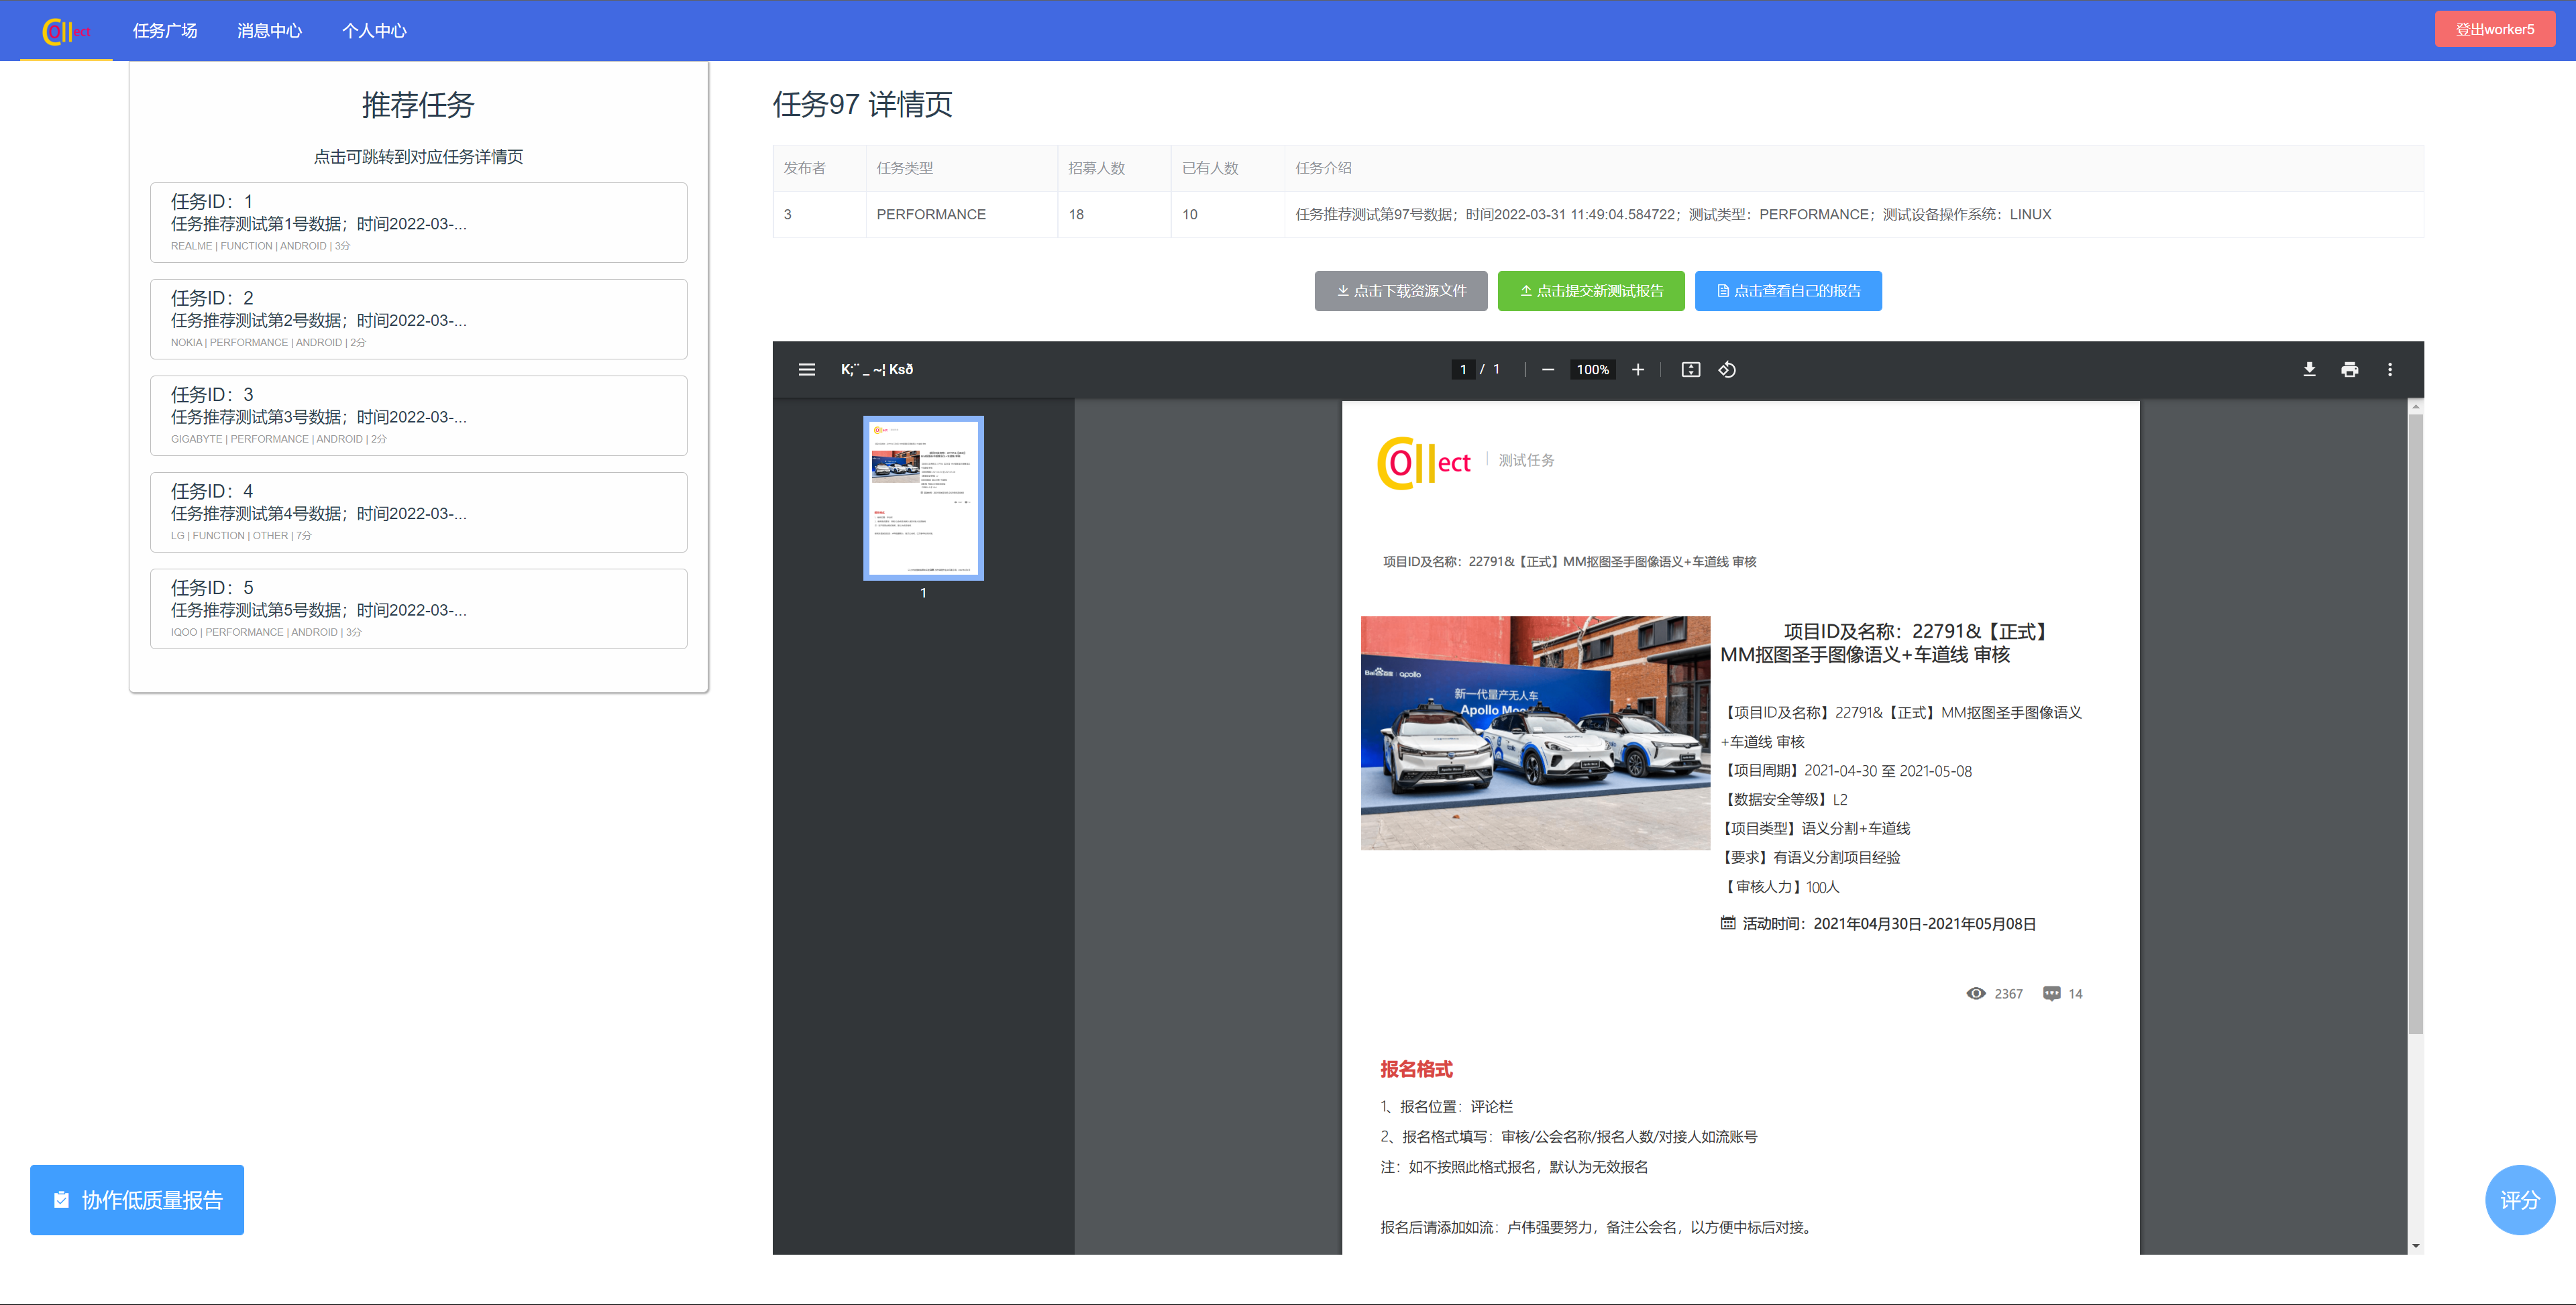 Collect
任务广场
消息中心
个人中心
登出worker5
推荐任务
点击可跳转到对应任务详情页
任务ID：1
任务推荐测试第1号数据；时间2022-03-...
REALME | FUNCTION | ANDROID | 3分
任务ID：2
任务推荐测试第2号数据；时间2022-03-...
NOKIA | PERFORMANCE | ANDROID | 2分
任务ID：3
任务推荐测试第3号数据；时间2022-03-...
GIGABYTE | PERFORMANCE | ANDROID | 2分
任务ID：4
任务推荐测试第4号数据；时间2022-03-...
LG | FUNCTION | OTHER | 7分
任务ID：5
任务推荐测试第5号数据；时间2022-03-...
IQOO | PERFORMANCE | ANDROID | 3分
协作低质量报告
任务97 详情页
发布者 任务类型 招募人数 已有人数 任务介绍
3 PERFORMANCE 18 10 任务推荐测试第97号数据；时间2022-03-31 11:49:04.584722；测试类型：PERFORMANCE；测试设备操作系统：LINUX
点击下载资源文件
点击提交新测试报告
点击查看自己的报告
K;¨ _ ~¦ Ksð
1 / 1
100%
1
Collect | 测试任务
项目ID及名称：22791&【正式】MM抠图圣手图像语义+车道线 审核
Bai百度 apollo
新一代量产无人车
Apollo Moo
项目ID及名称：22791&【正式】
MM抠图圣手图像语义+车道线 审核
【项目ID及名称】22791&【正式】MM抠图圣手图像语义
+车道线 审核
【项目周期】2021-04-30 至 2021-05-08
【数据安全等级】L2
【项目类型】语义分割+车道线
【要求】有语义分割项目经验
【审核人力】100人
活动时间：2021年04月30日-2021年05月08日
2367
14
报名格式
1、报名位置：评论栏
2、报名格式填写：审核/公会名称/报名人数/对接人如流账号
注：如不按照此格式报名，默认为无效报名
报名后请添加如流：卢伟强要努力，备注公会名，以方便中标后对接。
评分